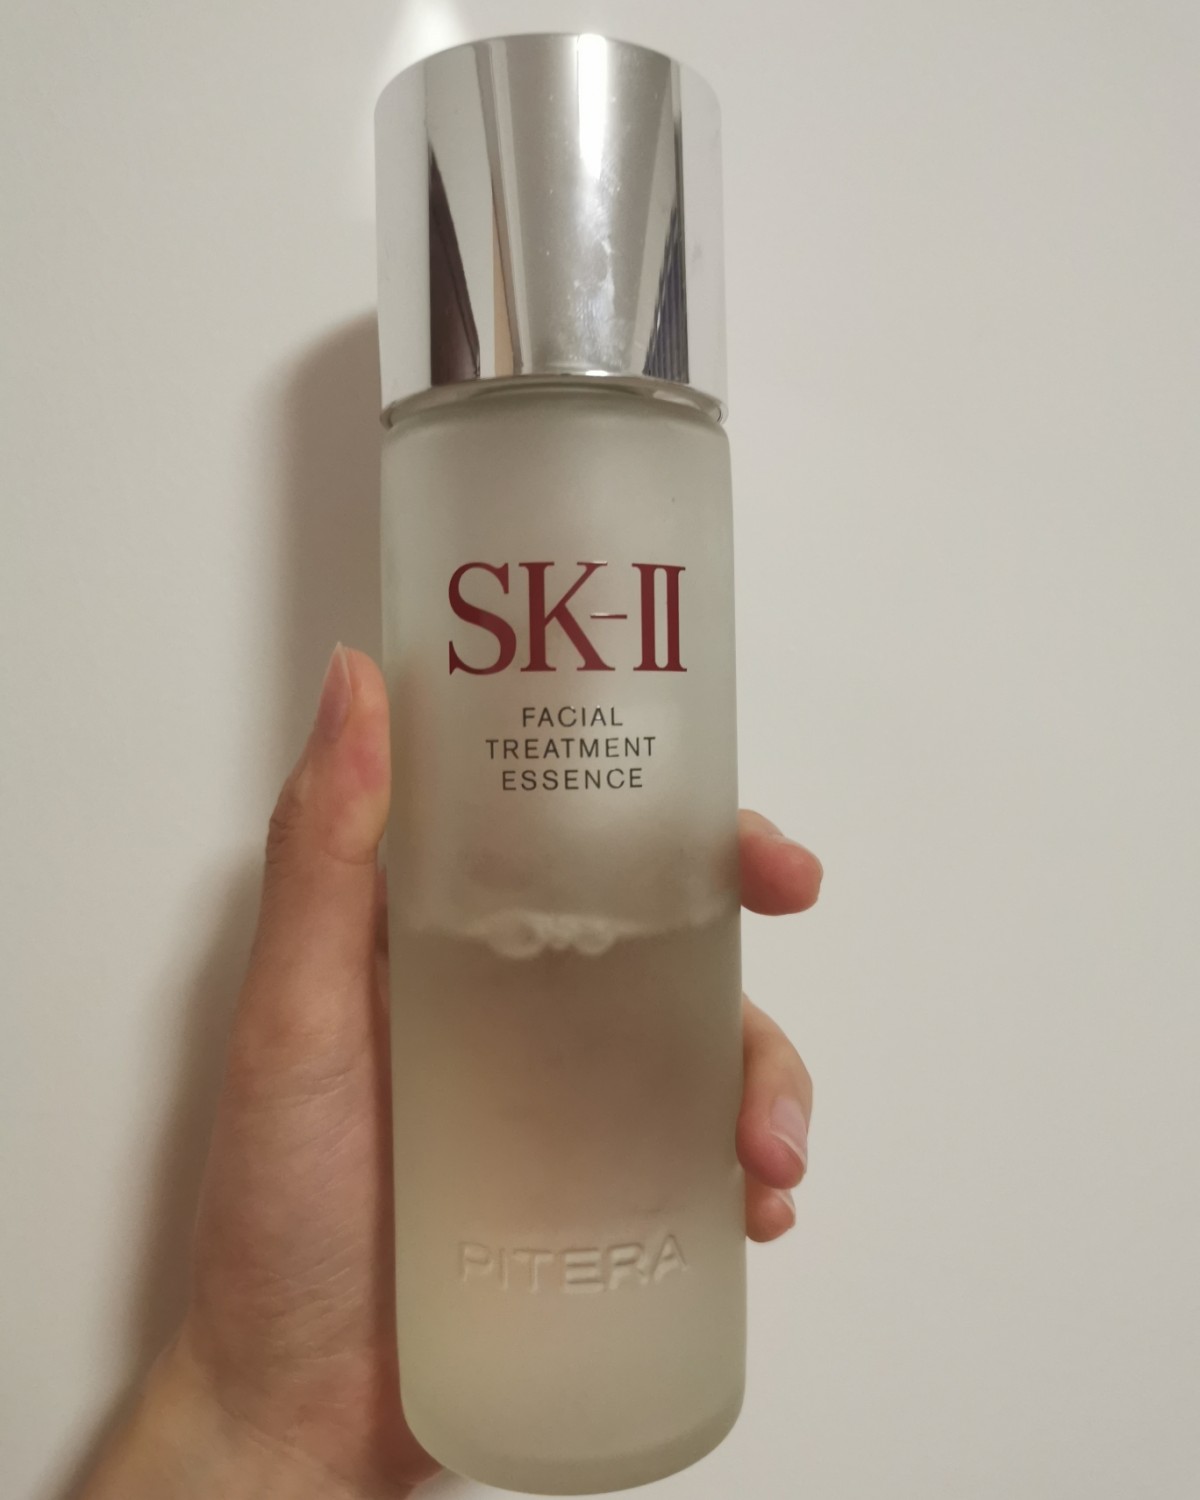 SK-II
FACIAL
TREATMENT
ESSENCE
PITERA